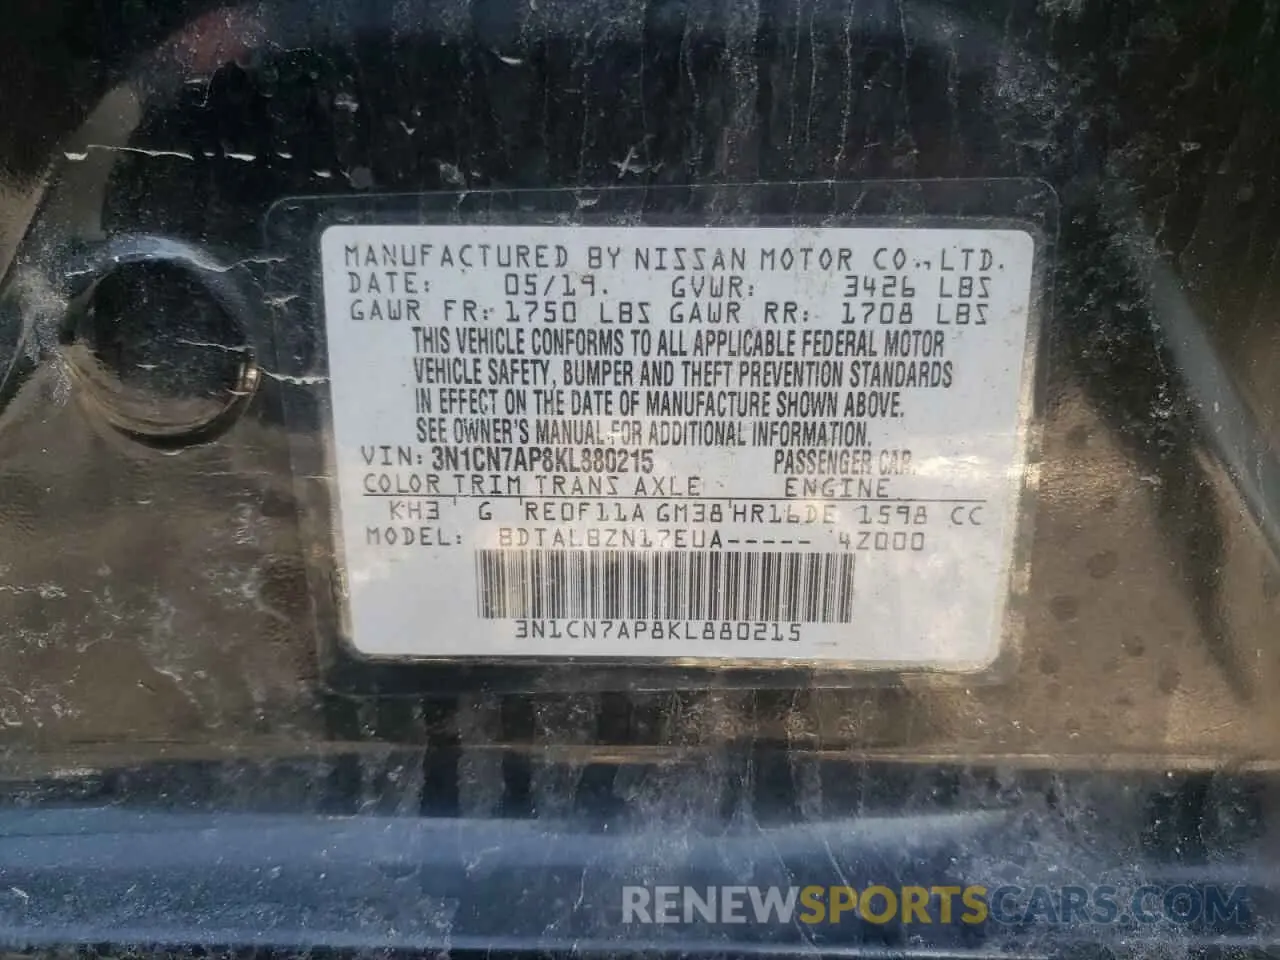 MANUFACTURED BY NISSAN MOTOR CO., LTD.
DATE: 05/19. GVWR: 3426 LBS
GAWR FR: 1750 LBS GAWR RR: 1708 LBS
THIS VEHICLE CONFORMS TO ALL APPLICABLE FEDERAL MOTOR
VEHICLE SAFETY, BUMPER AND THEFT PREVENTION STANDARDS
IN EFFECT ON THE DATE OF MANUFACTURE SHOWN ABOVE.
SEE OWNER'S MANUAL FOR ADDITIONAL INFORMATION.
VIN: 3N1CN7AP8KL880215 PASSENGER CAR
COLOR TRIM TRANS AXLE ENGINE
KH3 G RE0F11A GM38 HR16DE 1598 CC
MODEL: BDTALBZN17EUA----- 4Z000
3N1CN7AP8KL880215
RENEWSPORTSCARS.COM